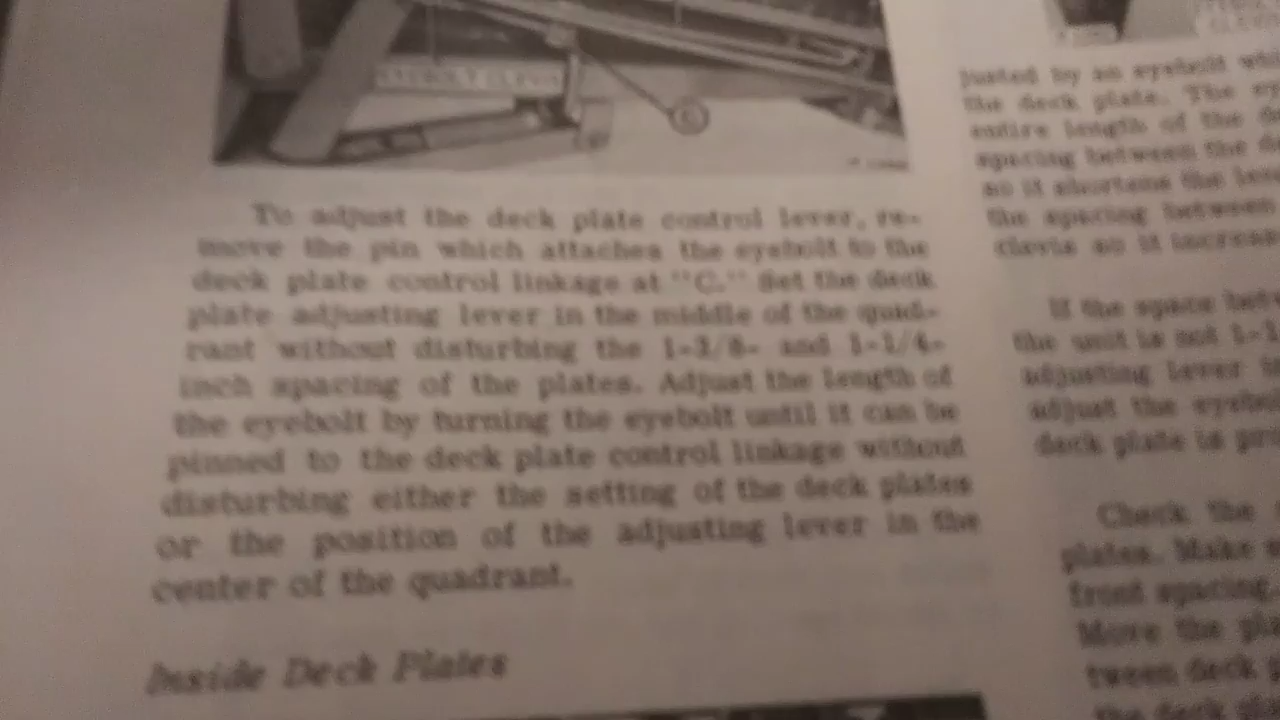 To adjust the deck plate control lever, re-
move the pin which attaches the eyebolt to the
deck plate control linkage at "C." Set the deck
plate adjusting lever in the middle of the quad-
rant without disturbing the 1-3/8- and 1-1/4-
inch spacing of the plates. Adjust the length of
the eyebolt by turning the eyebolt until it can be
pinned to the deck plate control linkage without
disturbing either the setting of the deck plates
or the position of the adjusting lever in the
center of the quadrant.
Inside Deck Plates
justed by an eyebolt
the deck plate. The
entire length of the
spacing between the
so it shortens the
the spacing between
clevis so it
If the space
the unit is not
adjusting lever
adjust the
deck plate is
Check the
plates. Make
front spacing.
Move the
tween deck
the deck